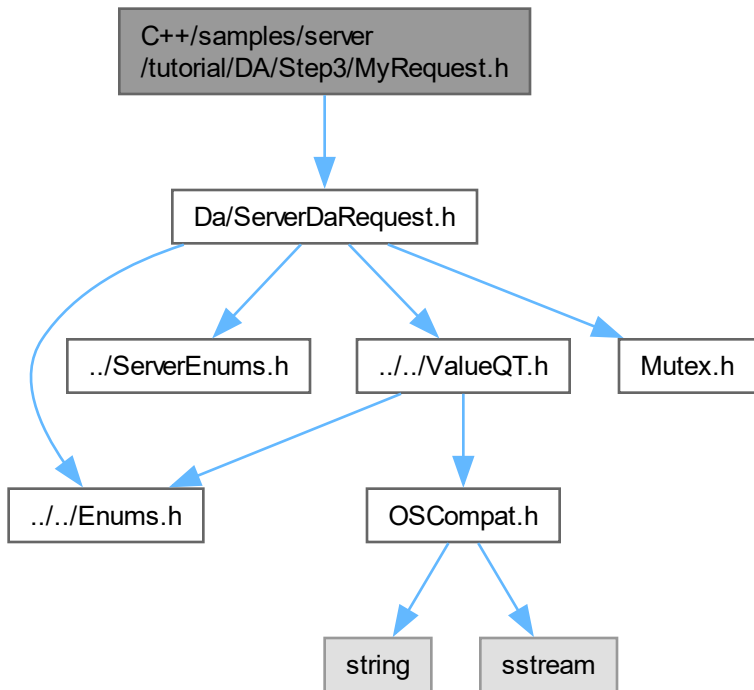 C++/samples/server
/tutorial/DA/Step3/MyRequest.h
Da/ServerDaRequest.h
../ServerEnums.h
../../ValueQT.h
Mutex.h
../../Enums.h
OSCompat.h
string
sstream